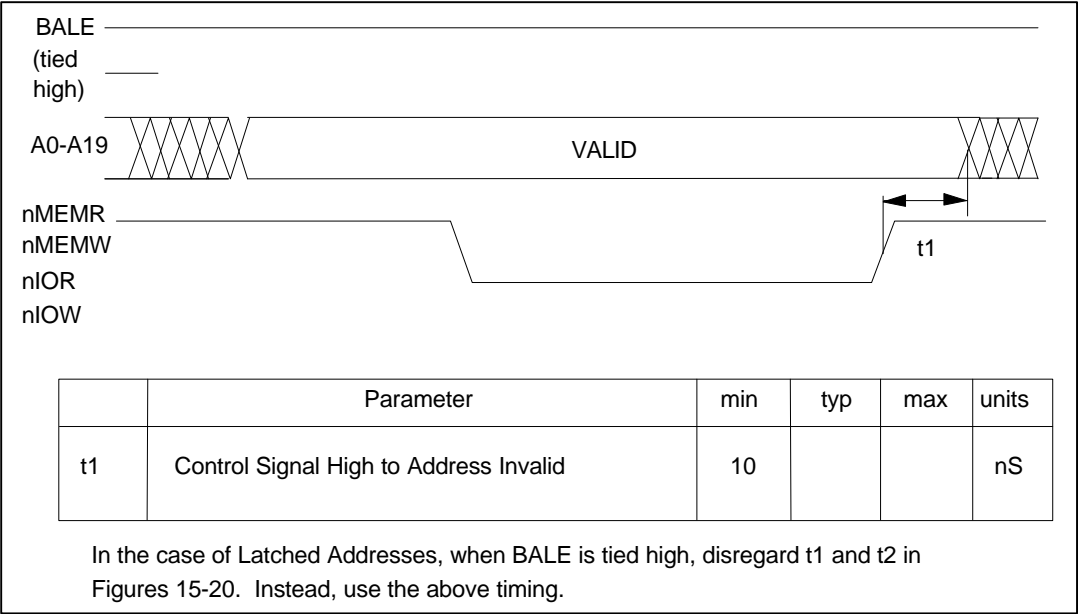 BALE
(tied
high)
A0-A19
VALID
nMEMR
nMEMW
nIOR
nIOW
t1
Parameter min typ max units
t1 Control Signal High to Address Invalid 10 nS
In the case of Latched Addresses, when BALE is tied high, disregard t1 and t2 in
Figures 15-20. Instead, use the above timing.